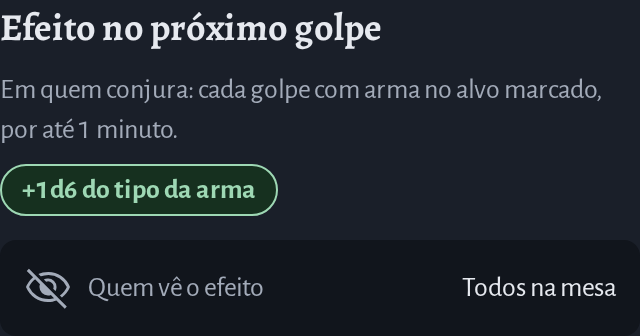 Efeito no próximo golpe
Em quem conjura: cada golpe com arma no alvo marcado,
por até 1 minuto.
+1d6 do tipo da arma
Quem vê o efeito
Todos na mesa